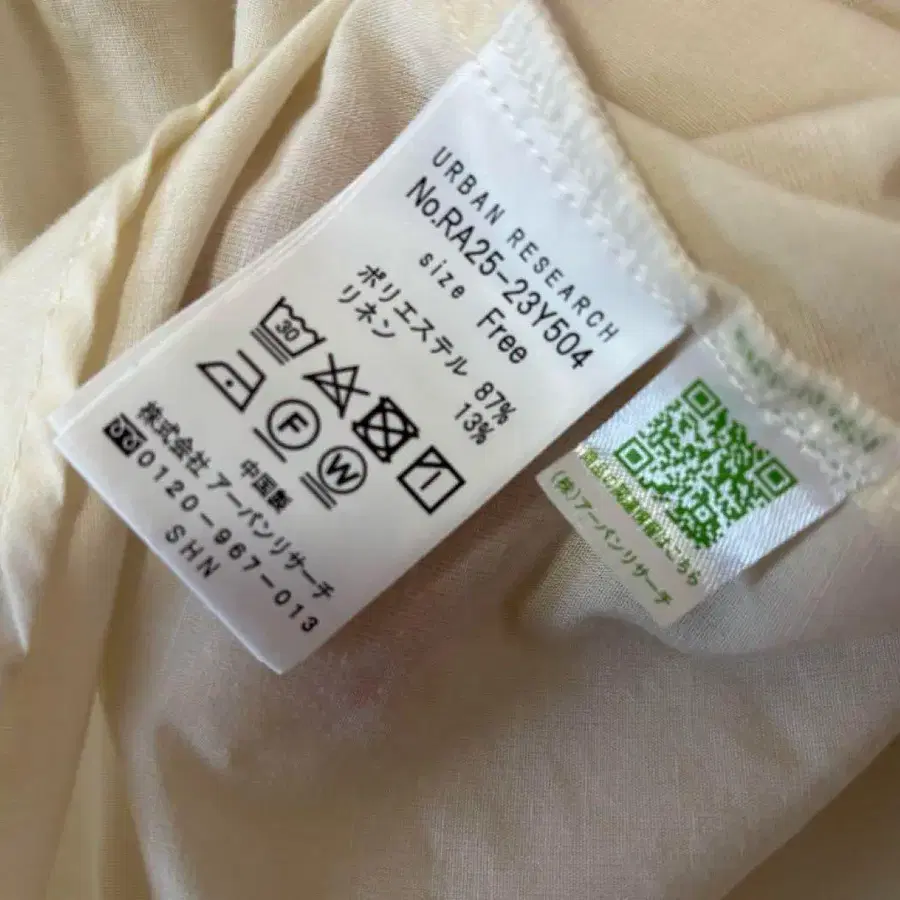 URBAN RESEARCH
No.RA25-23Y504
size Free
ポリエステル 87%
リネン 13%
30
F
W
中国製
株式会社 アーバンリサーチ
0120-967-013
SHN
(株)アーバンリサーチ